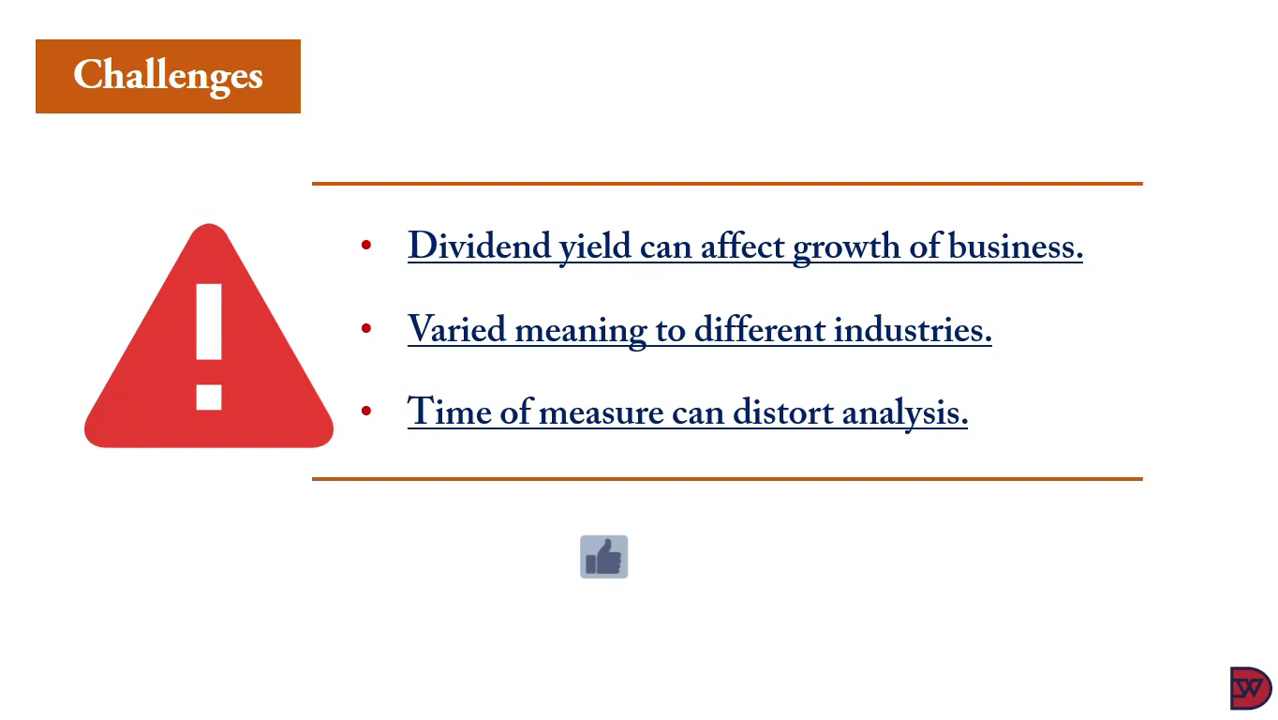 Challenges
• Dividend yield can affect growth of business.
• Varied meaning to different industries.
• Time of measure can distort analysis.
DW